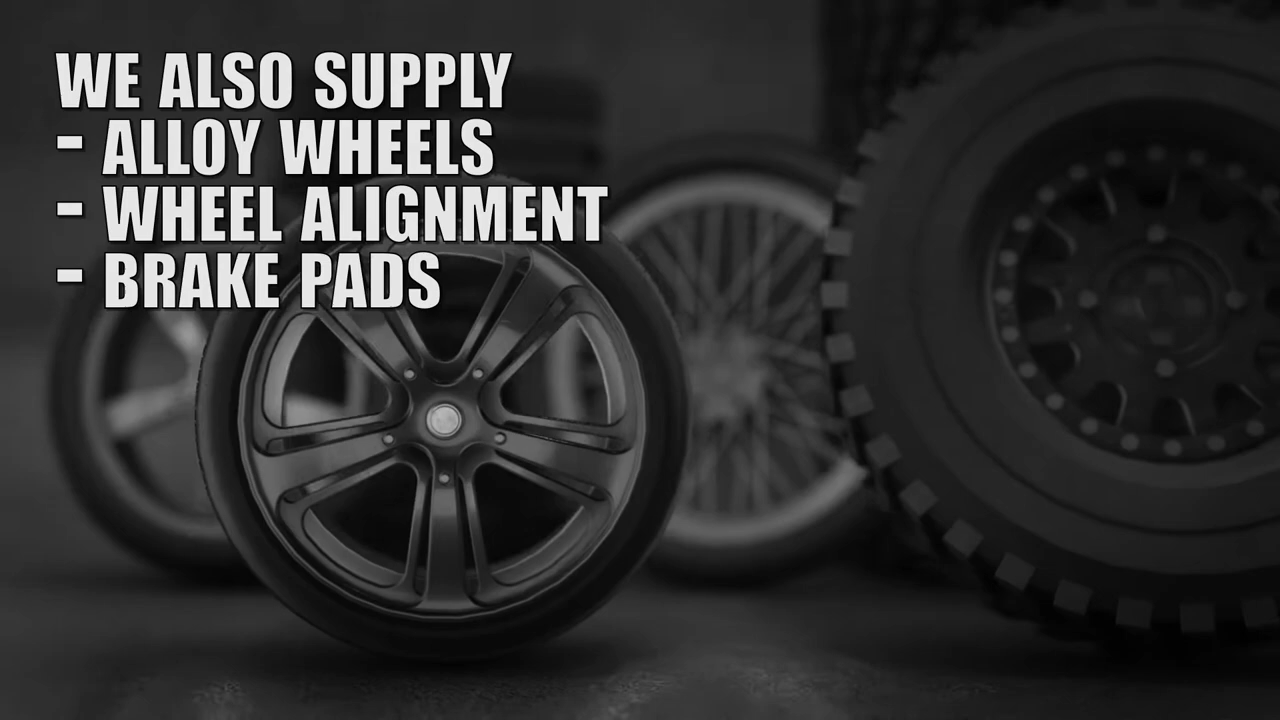 WE ALSO SUPPLY
- ALLOY WHEELS
- WHEEL ALIGNMENT
- BRAKE PADS